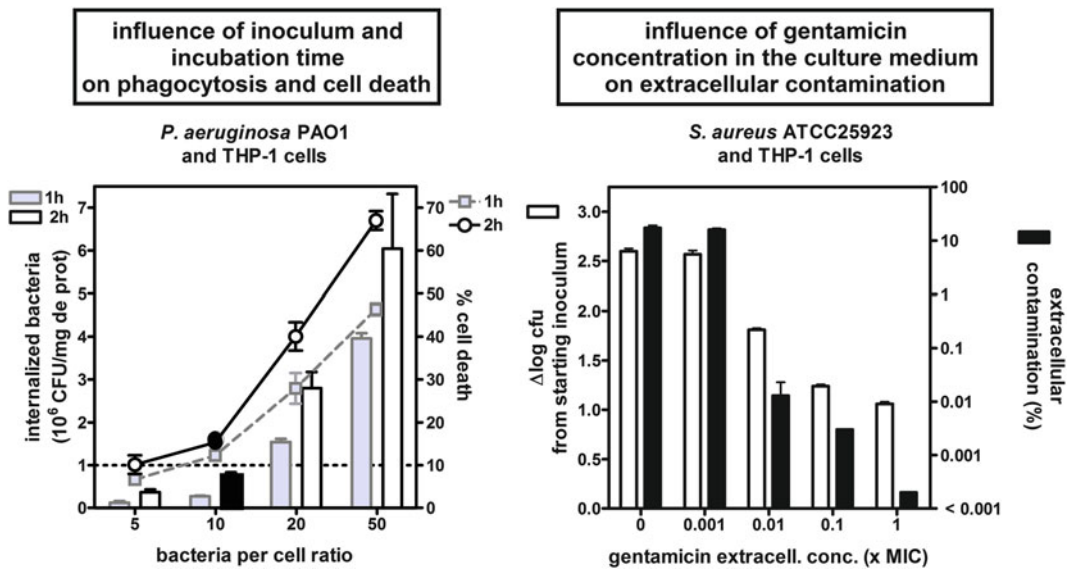 influence of inoculum and
incubation time
on phagocytosis and cell death
P. aeruginosa PAO1
and THP-1 cells
1h
2h
1h
2h
internalized bacteria
(10⁶ CFU/mg de prot)
7
6
5
4
3
2
1
0
70
60
50
40
30
20
10
0
% cell death
5
10
20
50
bacteria per cell ratio
influence of gentamicin
concentration in the culture medium
on extracellular contamination
S. aureus ATCC25923
and THP-1 cells
Δlog cfu
from starting inoculum
3.0
2.5
2.0
1.5
1.0
0.5
0.0
100
10
1
0.1
0.01
0.001
< 0.001
extracellular
contamination (%)
0
0.001
0.01
0.1
1
gentamicin extracell. conc. (x MIC)